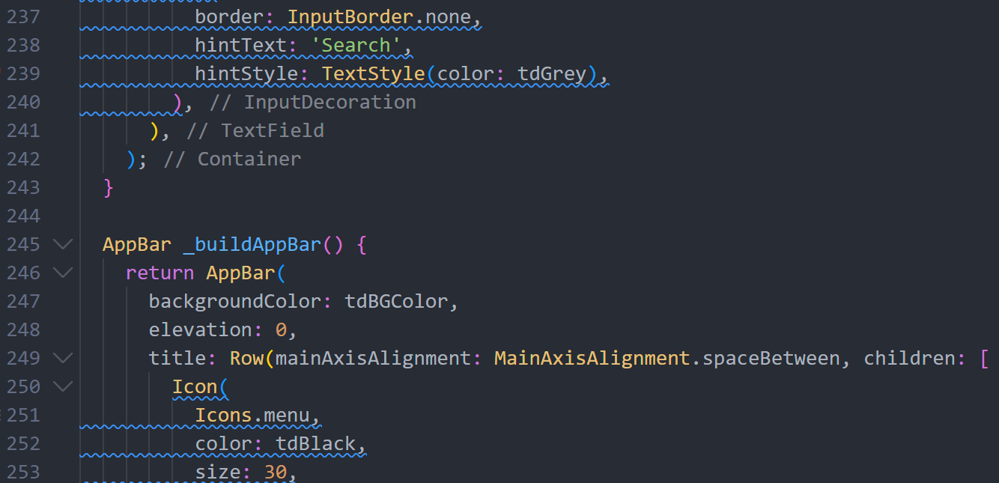 237 border: InputBorder.none,
238 hintText: 'Search',
239 hintStyle: TextStyle(color: tdGrey),
240 ), // InputDecoration
241 ), // TextField
242 ); // Container
243 }
244
245 AppBar _buildAppBar() {
246 return AppBar(
247 backgroundColor: tdBGColor,
248 elevation: 0,
249 title: Row(mainAxisAlignment: MainAxisAlignment.spaceBetween, children: [
250 Icon(
251 Icons.menu,
252 color: tdBlack,
253 size: 30,